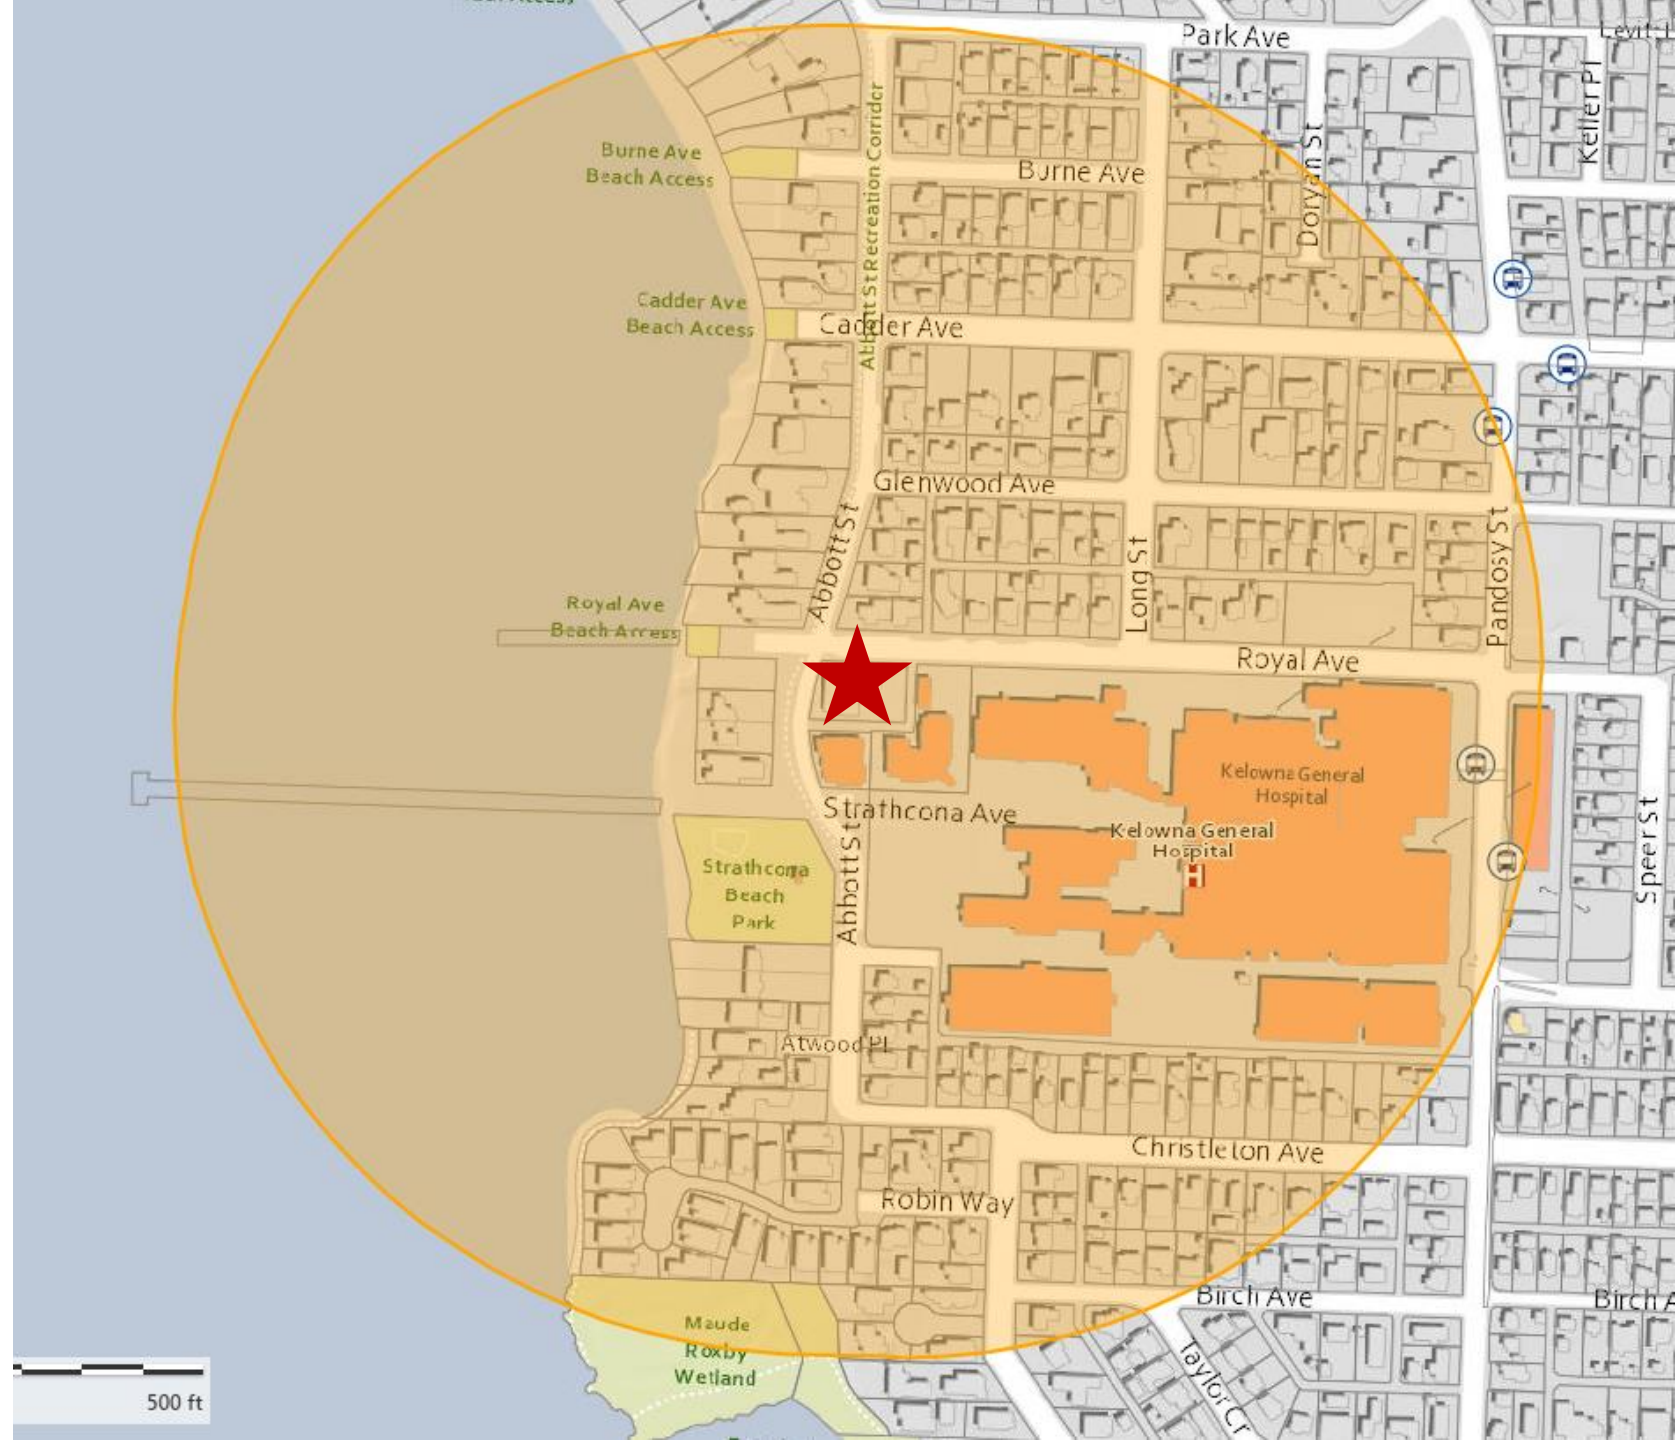 Park Ave
Keller Pl
Doryan St
Burne Ave
Beach Access
Burne Ave
Abbott St Recreation Corridor
Cadder Ave
Beach Access
Cadder Ave
Glenwood Ave
Abbott St
Long St
Pandosy St
Royal Ave
Beach Access
Royal Ave
Kelowna General
Hospital
Strathcona Ave
Kelowna General
Hospital
H
Speer St
Strathcona
Beach
Park
Abbott St
Atwood Pl
Christleton Ave
Robin Way
Birch Ave
Birch A
Maude
Roxby
Wetland
Taylor Cr
500 ft